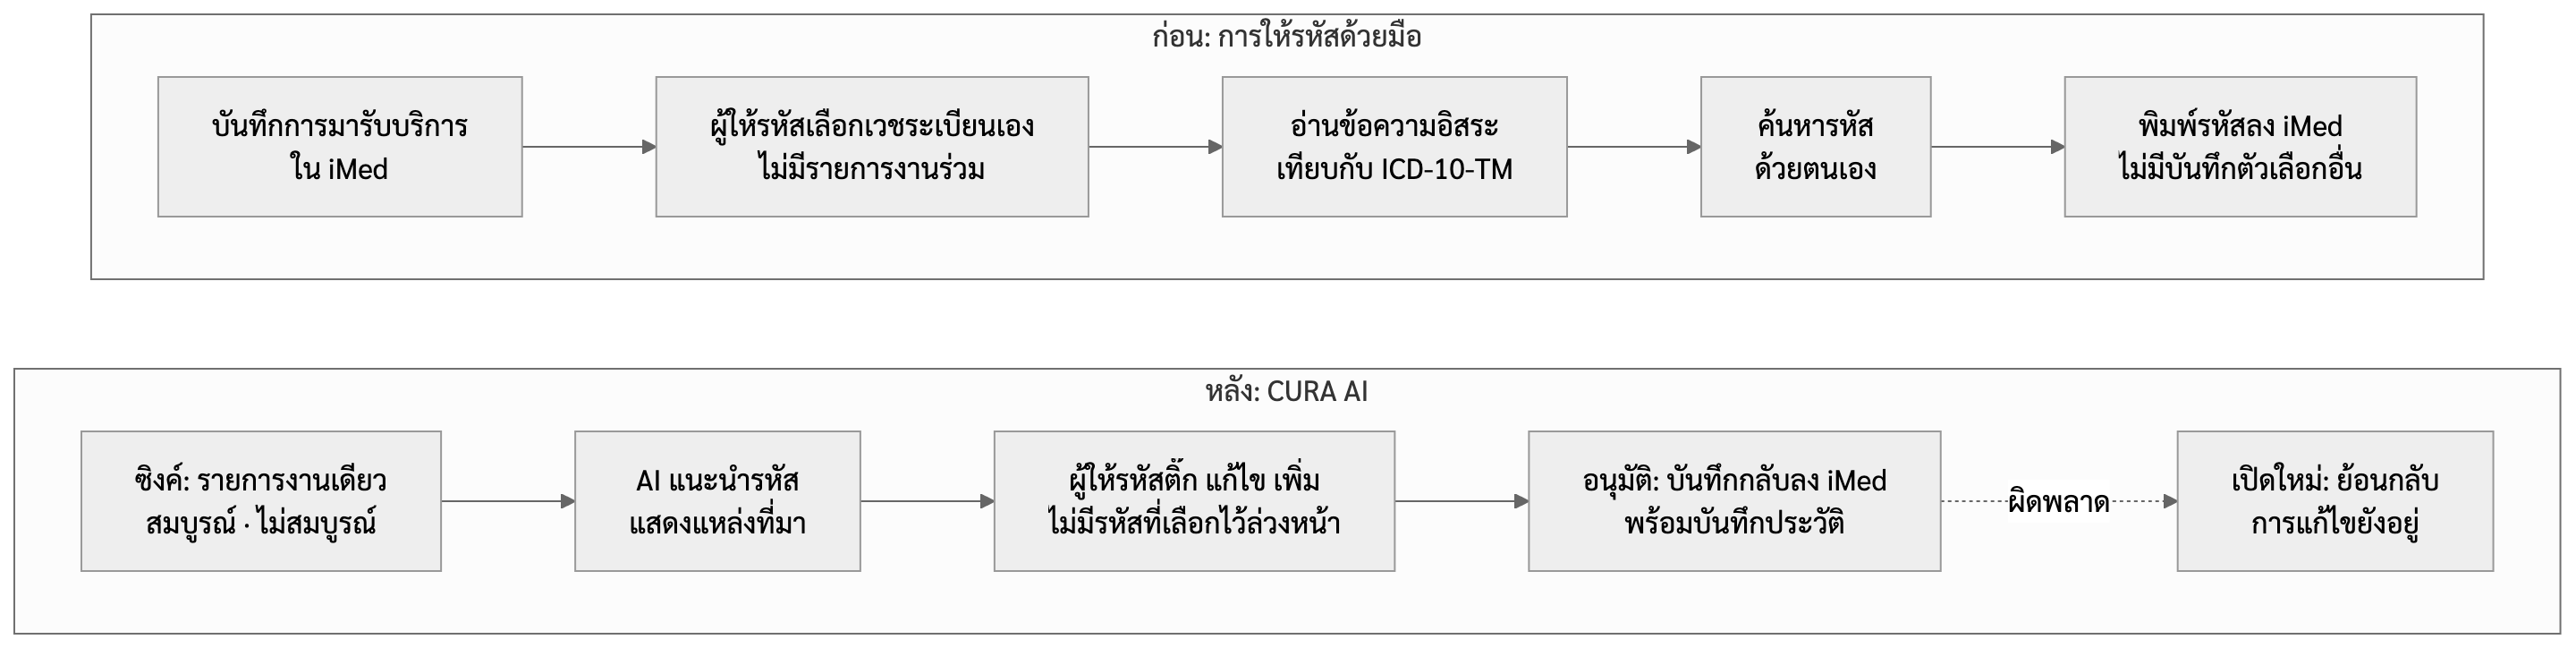 ก่อน: การให้รหัสด้วยมือ
บันทึกการมารับบริการ
ใน iMed
ผู้ให้รหัสเลือกเวชระเบียนเอง
ไม่มีรายการงานร่วม
อ่านข้อความอิสระ
เทียบกับ ICD-10-TM
ค้นหารหัส
ด้วยตนเอง
พิมพ์รหัสลง iMed
ไม่มีบันทึกตัวเลือกอื่น
หลัง: CURA AI
ซิงค์: รายการงานเดียว
สมบูรณ์ · ไม่สมบูรณ์
AI แนะนำรหัส
แสดงแหล่งที่มา
ผู้ให้รหัสติ๊ก แก้ไข เพิ่ม
ไม่มีรหัสที่เลือกไว้ล่วงหน้า
อนุมัติ: บันทึกกลับลง iMed
พร้อมบันทึกประวัติ
ผิดพลาด
เปิดใหม่: ย้อนกลับ
การแก้ไขยังอยู่